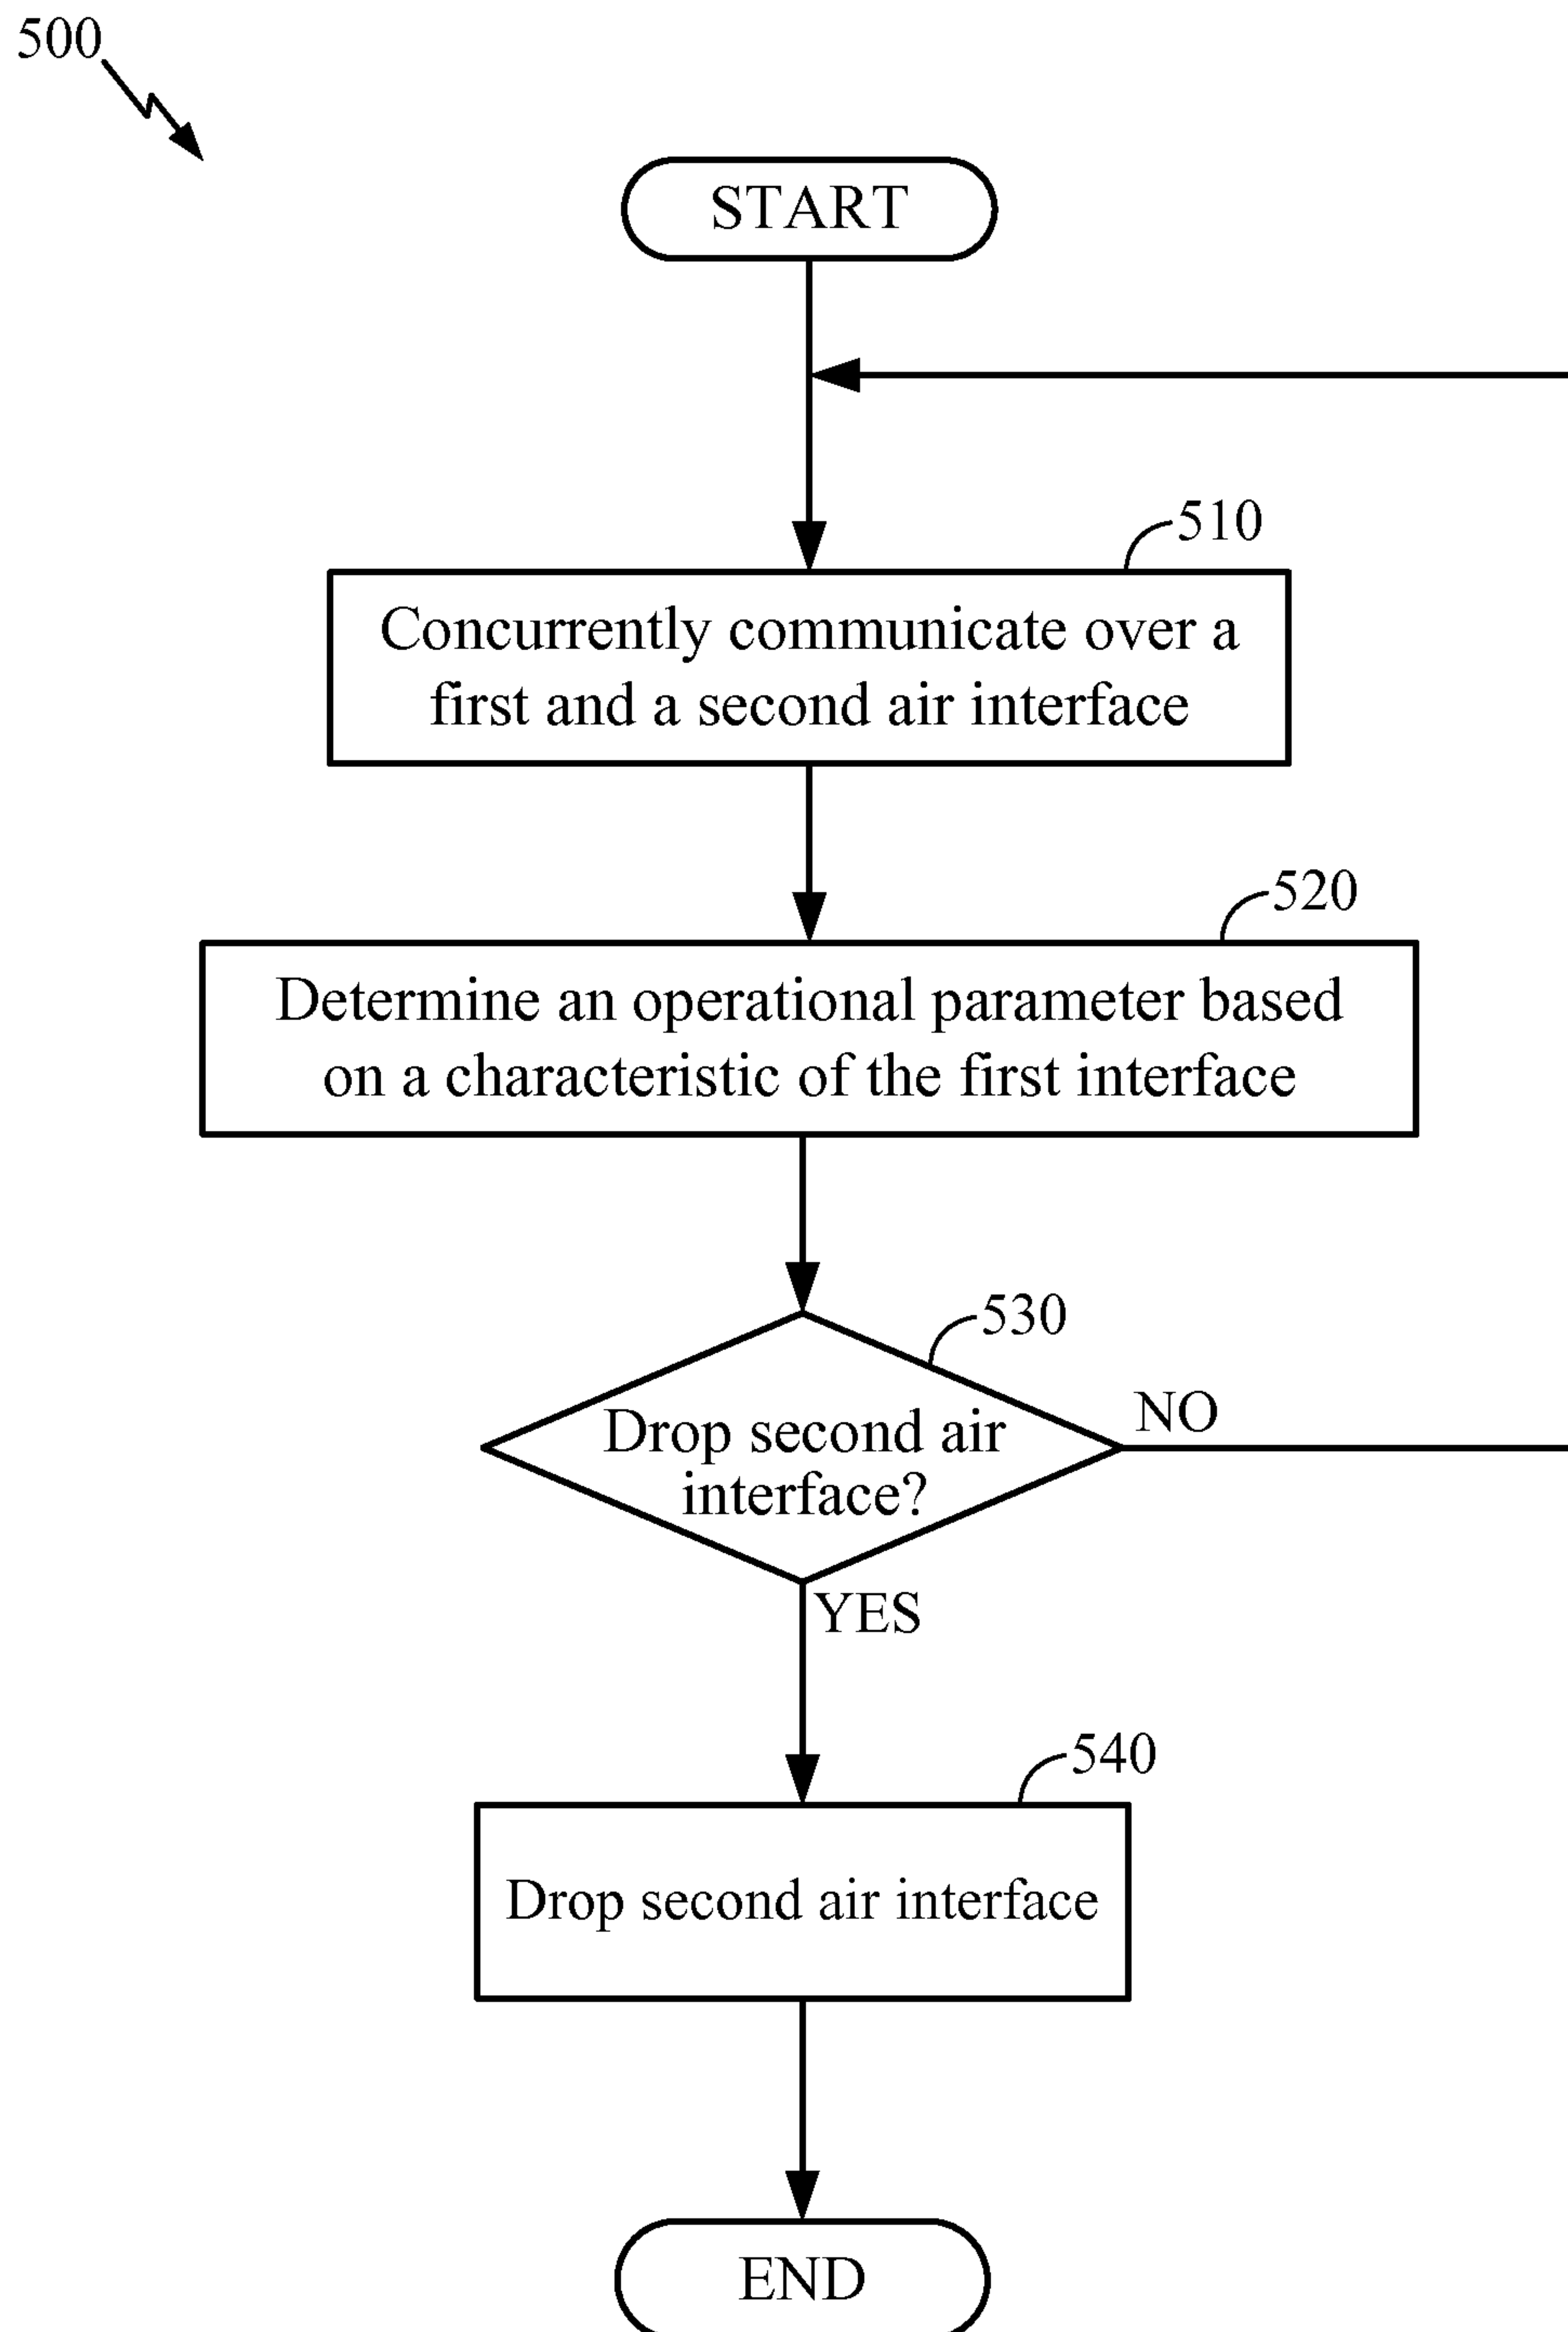 500
START
510
Concurrently communicate over a
first and a second air interface
520
Determine an operational parameter based
on a characteristic of the first interface
530
Drop second air
interface?
NO
YES
540
Drop second air interface
END